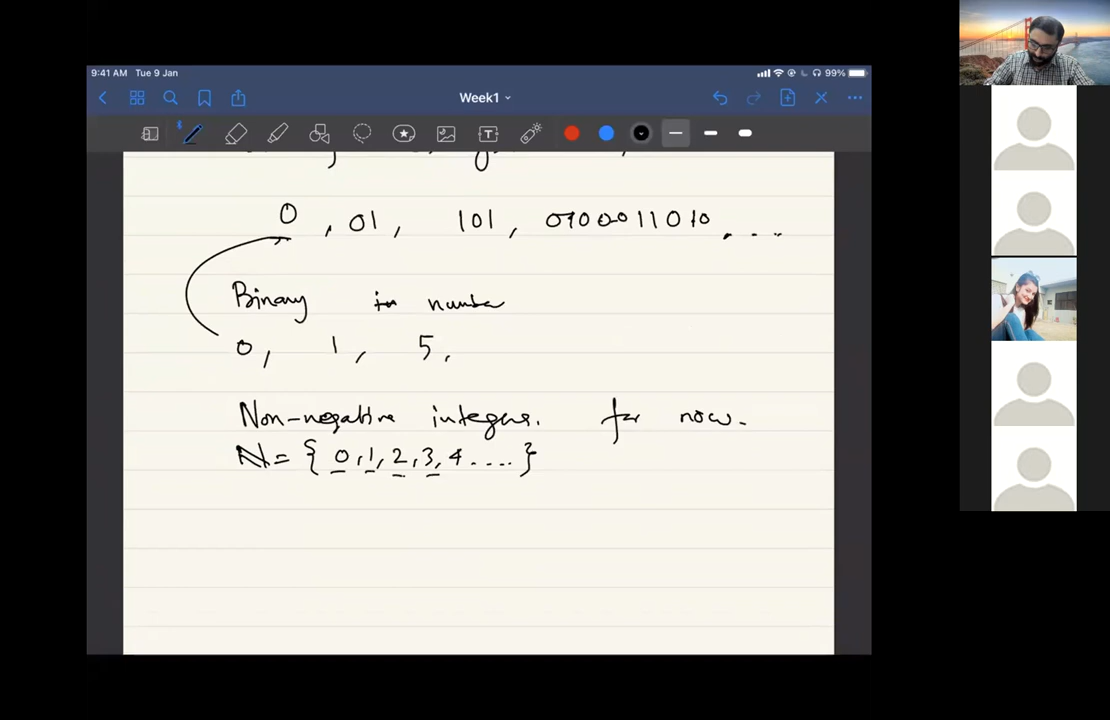 9:41 AM Tue 9 Jan 99%
Week1
0 , 01 , 101 , 0100011010 , ...
Binary number
0, 1, 5,
Non-negative integers. for now.
ℕ = { 0, 1, 2, 3, 4 .... }